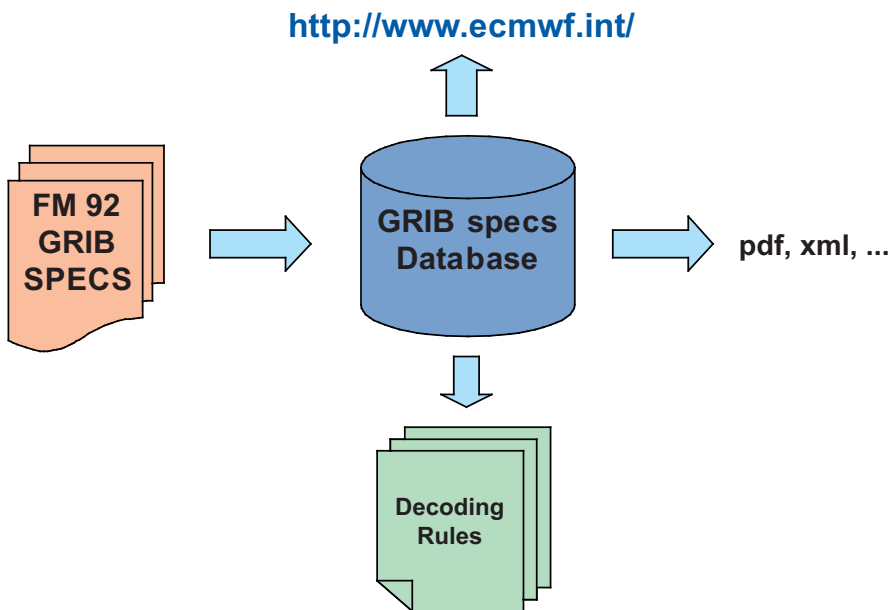 http://www.ecmwf.int/
FM 92
GRIB
SPECS
GRIB specs
Database
pdf, xml, ...
Decoding
Rules